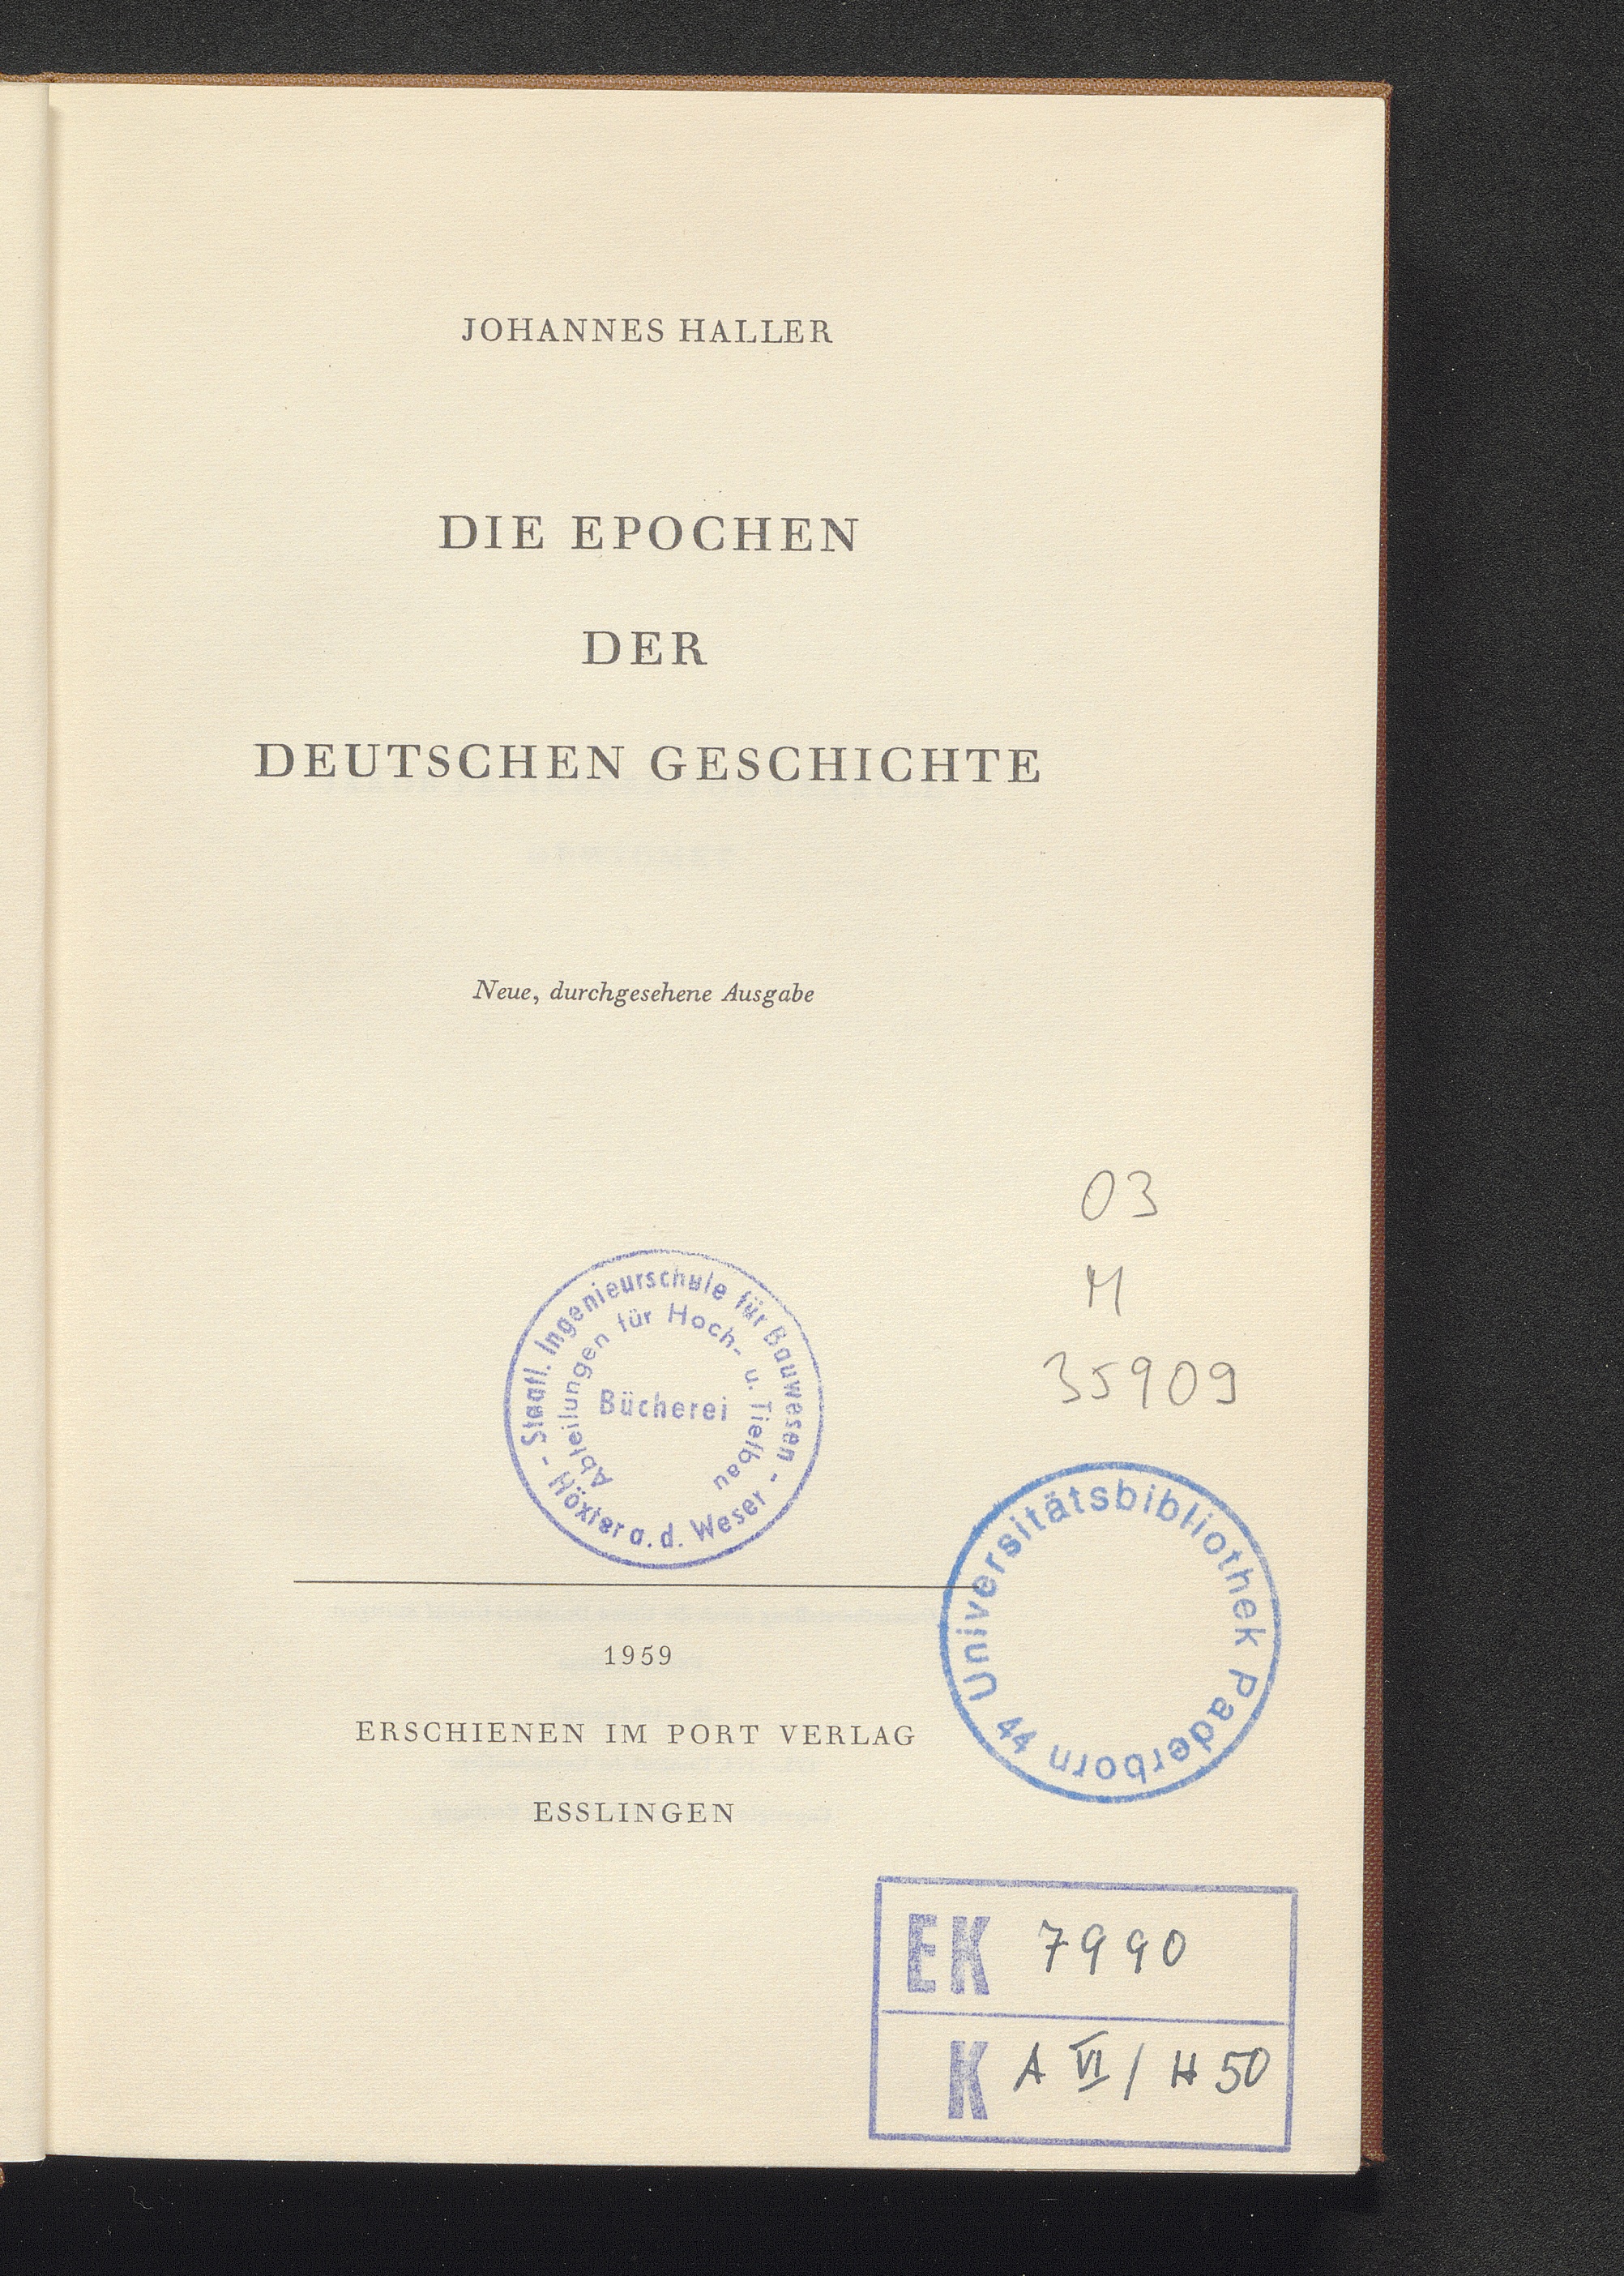 JOHANNES HALLER
DIE EPOCHEN
DER
DEUTSCHEN GESCHICHTE
Neue, durchgesehene Ausgabe
03
M
35909
- Staatl. Ingenieurschule für Bauwesen -
Höxter a. d. Weser
Abteilungen für Hoch- u. Tiefbau
Bücherei
Universitätsbibliothek Paderborn
44
1959
ERSCHIENEN IM PORT VERLAG
ESSLINGEN
EK 7990
K A VI / H 50